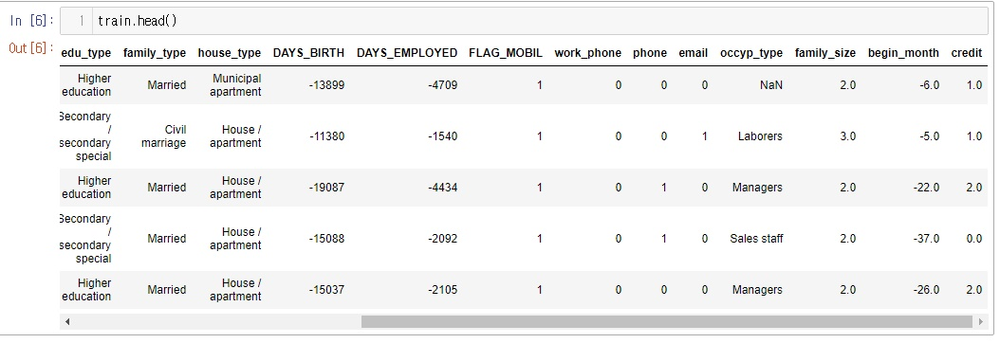 In [6]: 1 train.head()
Out[6]:
edu_type family_type house_type DAYS_BIRTH DAYS_EMPLOYED FLAG_MOBIL work_phone phone email occyp_type family_size begin_month credit
Higher education Married Municipal apartment -13899 -4709 1 0 0 0 NaN 2.0 -6.0 1.0
Secondary / secondary special Civil marriage House / apartment -11380 -1540 1 0 0 1 Laborers 3.0 -5.0 1.0
Higher education Married House / apartment -19087 -4434 1 0 1 0 Managers 2.0 -22.0 2.0
Secondary / secondary special Married House / apartment -15088 -2092 1 0 1 0 Sales staff 2.0 -37.0 0.0
Higher education Married House / apartment -15037 -2105 1 0 0 0 Managers 2.0 -26.0 2.0